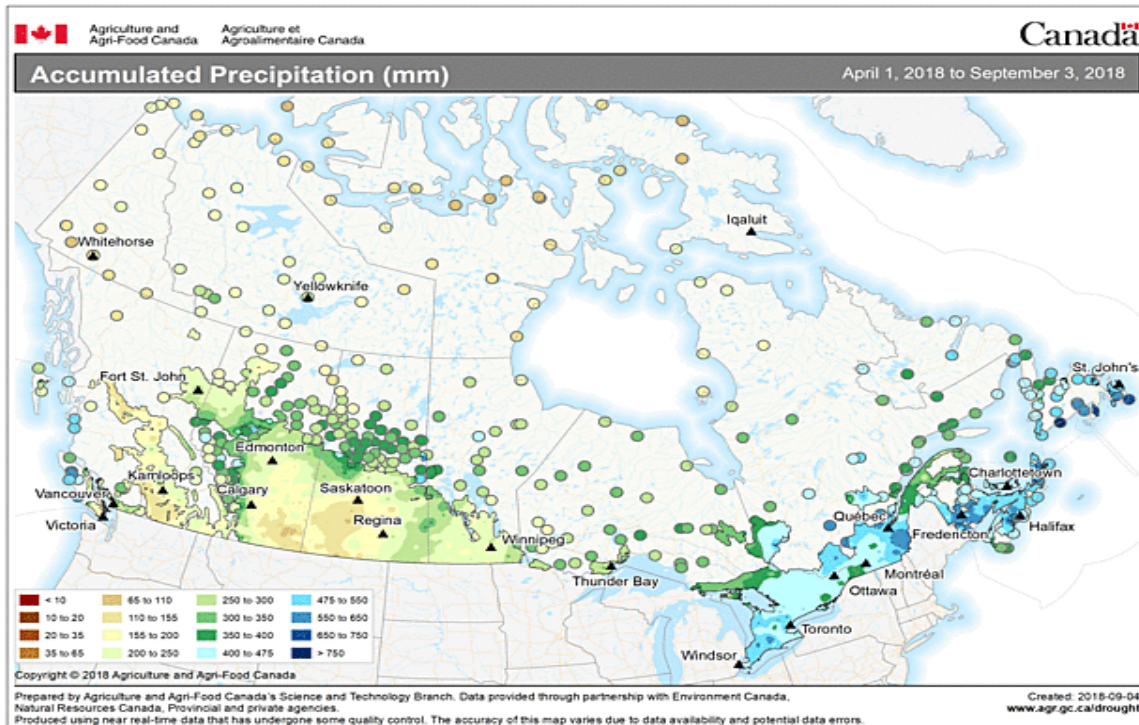 Agriculture and Agriculture et
Agri-Food Canada Agroalimentaire Canada
Canada
Accumulated Precipitation (mm) April 1, 2018 to September 3, 2018
Iqaluit
Whitehorse
Yellowknife
Fort St. John
St. John's
Edmonton
Charlottetown
Kamloops
Calgary
Saskatoon
Vancouver
Regina
Québec
Victoria
Winnipeg
Fredericton
Halifax
Thunder Bay
Montréal
Ottawa
Toronto
Windsor
< 10 65 to 110 250 to 300 475 to 550
10 to 20 110 to 155 300 to 350 550 to 650
20 to 35 155 to 200 350 to 400 650 to 750
35 to 65 200 to 250 400 to 475 > 750
Copyright © 2018 Agriculture and Agri-Food Canada
Prepared by Agriculture and Agri-Food Canada's Science and Technology Branch. Data provided through partnership with Environment Canada,
Natural Resources Canada, Provincial and private agencies.
Produced using near real-time data that has undergone some quality control. The accuracy of this map varies due to data availability and potential data errors.
Created: 2018-09-04
www.agr.gc.ca/drought